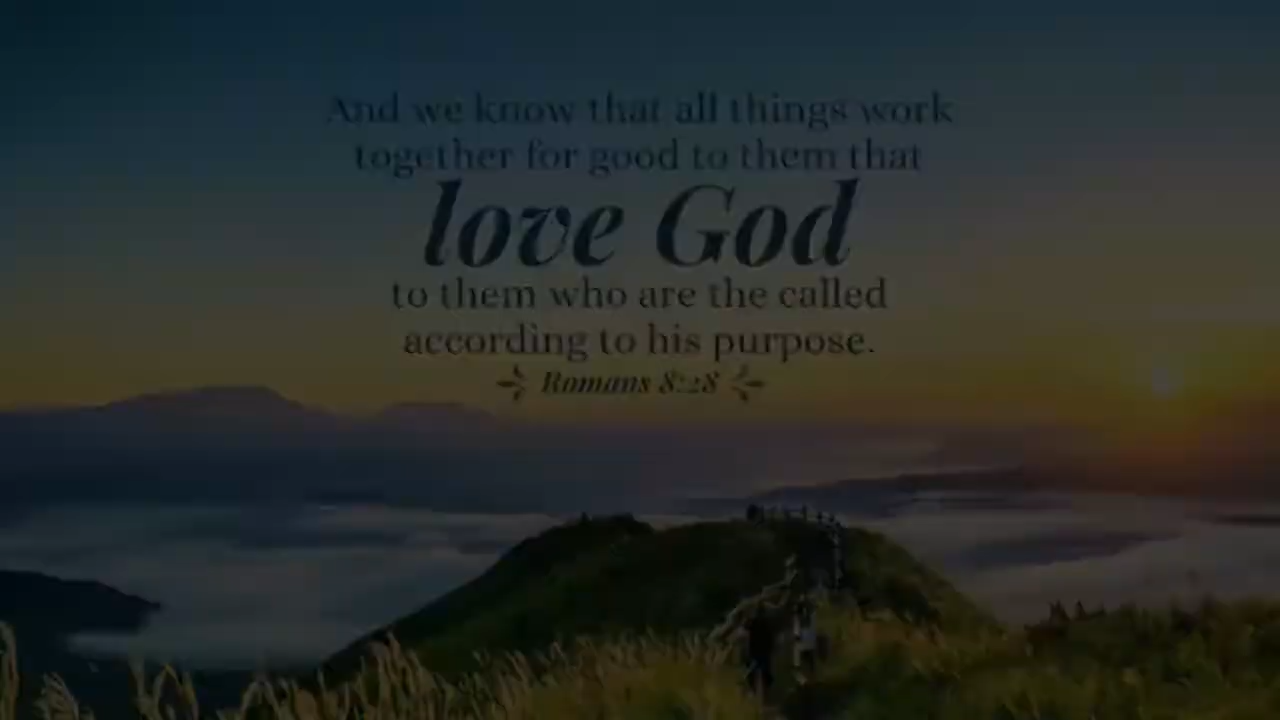 And we know that all things work
together for good to them that
love God
to them who are the called
according to his purpose.
Romans 8:28